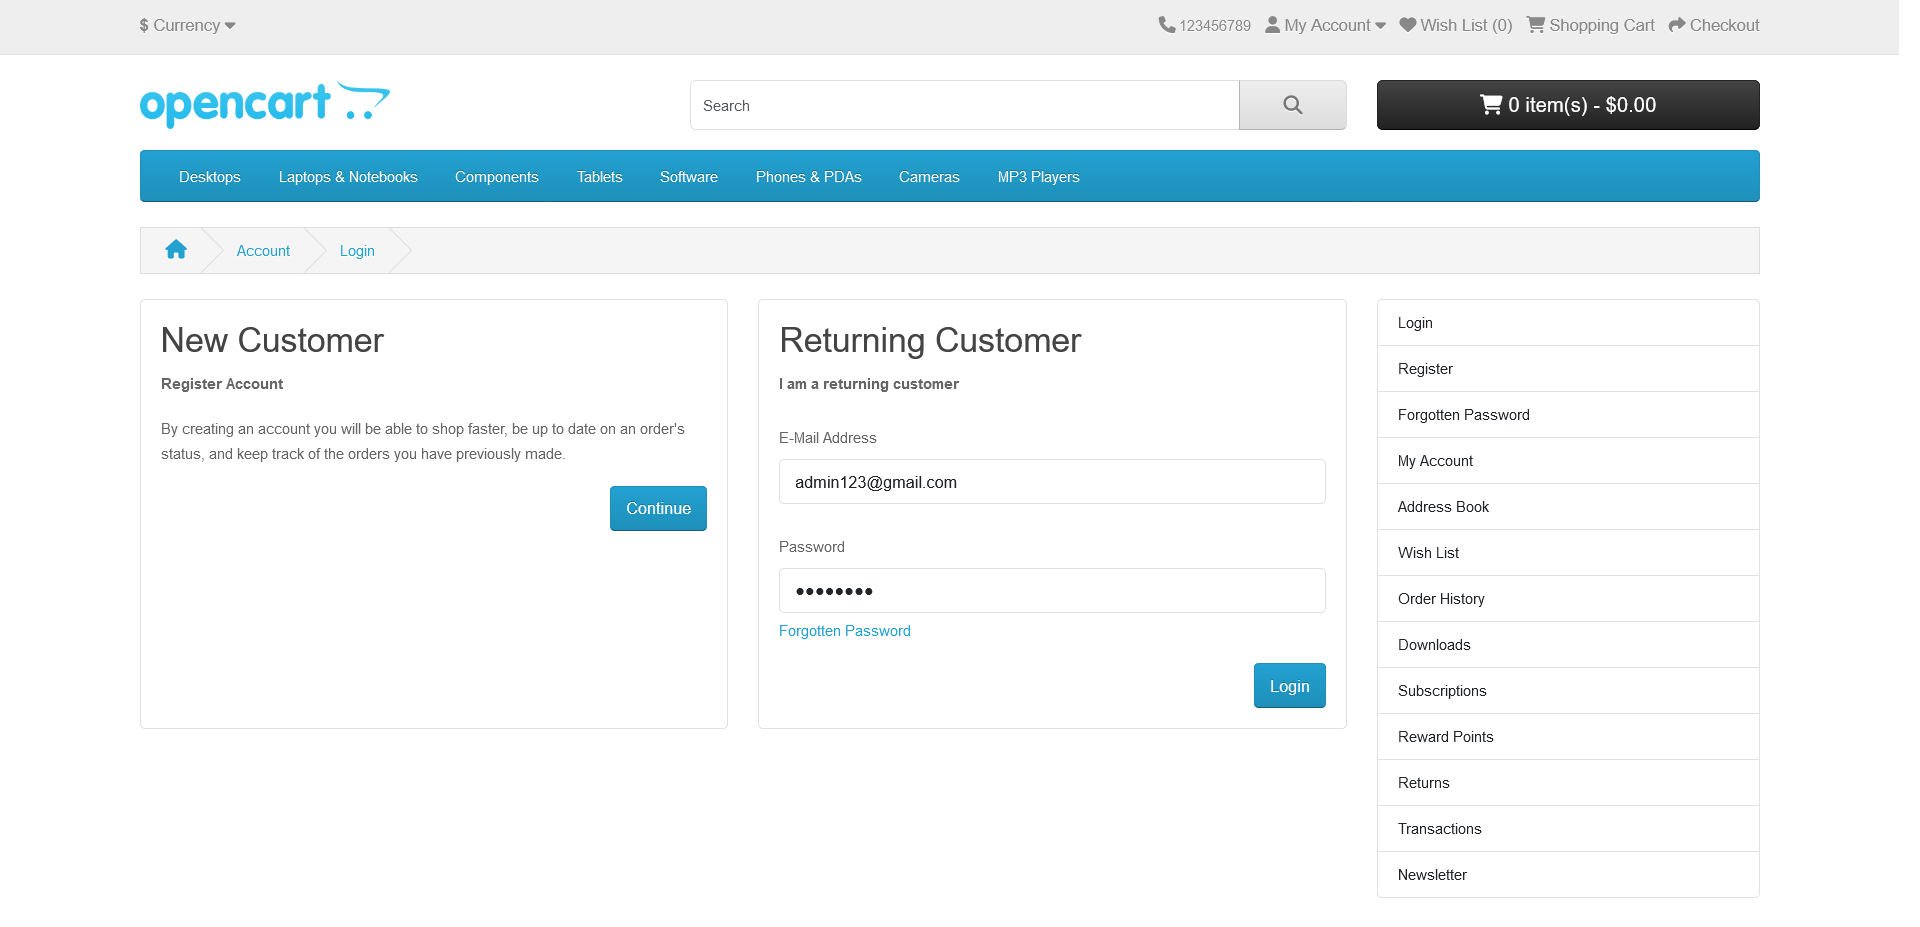 $ Currency
123456789 My Account Wish List (0) Shopping Cart Checkout
opencart
Search
0 item(s) - $0.00
Desktops Laptops & Notebooks Components Tablets Software Phones & PDAs Cameras MP3 Players
Account Login
New Customer
Register Account
By creating an account you will be able to shop faster, be up to date on an order's
status, and keep track of the orders you have previously made.
Continue
Returning Customer
I am a returning customer
E-Mail Address
admin123@gmail.com
Password
••••••••
Forgotten Password
Login
Login
Register
Forgotten Password
My Account
Address Book
Wish List
Order History
Downloads
Subscriptions
Reward Points
Returns
Transactions
Newsletter